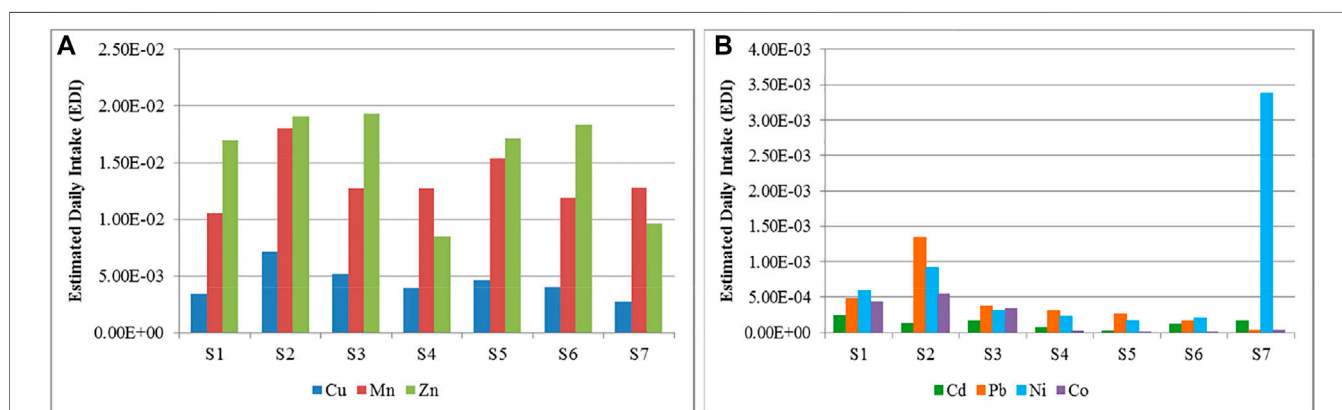 A
Estimated Daily Intake (EDI)
2.50E-02
2.00E-02
1.50E-02
1.00E-02
5.00E-03
0.00E+00
S1 S2 S3 S4 S5 S6 S7
Cu Mn Zn
B
Estimated Daily Intake (EDI)
4.00E-03
3.50E-03
3.00E-03
2.50E-03
2.00E-03
1.50E-03
1.00E-03
5.00E-04
0.00E+00
S1 S2 S3 S4 S5 S6 S7
Cd Pb Ni Co